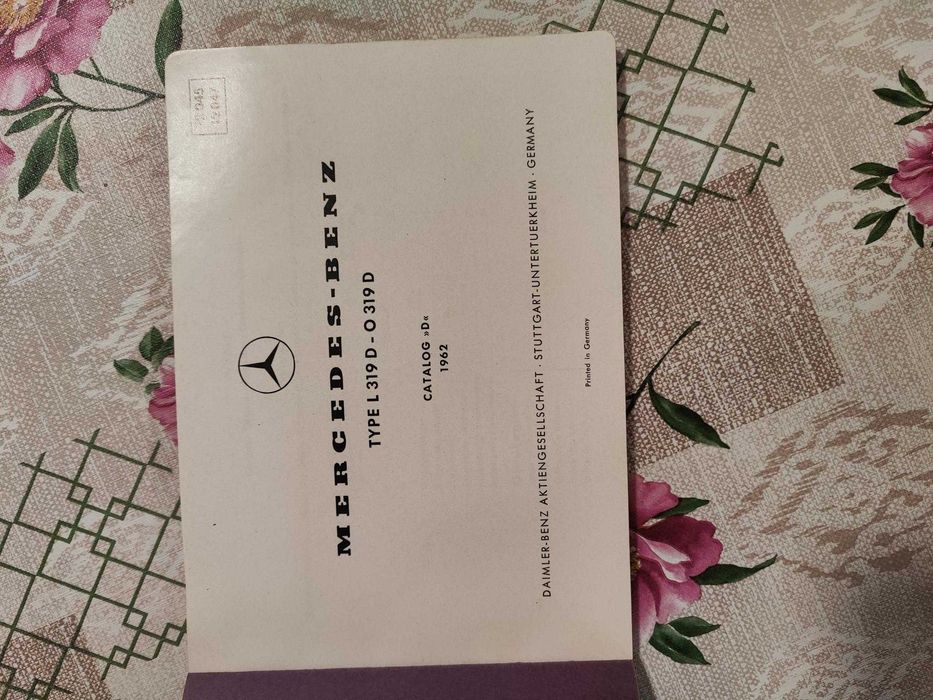 MERCEDES-BENZ
TYPE L 319 D - O 319 D
CATALOG »D«
1962
DAIMLER-BENZ AKTIENGESELLSCHAFT · STUTTGART-UNTERTUERKHEIM · GERMANY
Printed in Germany